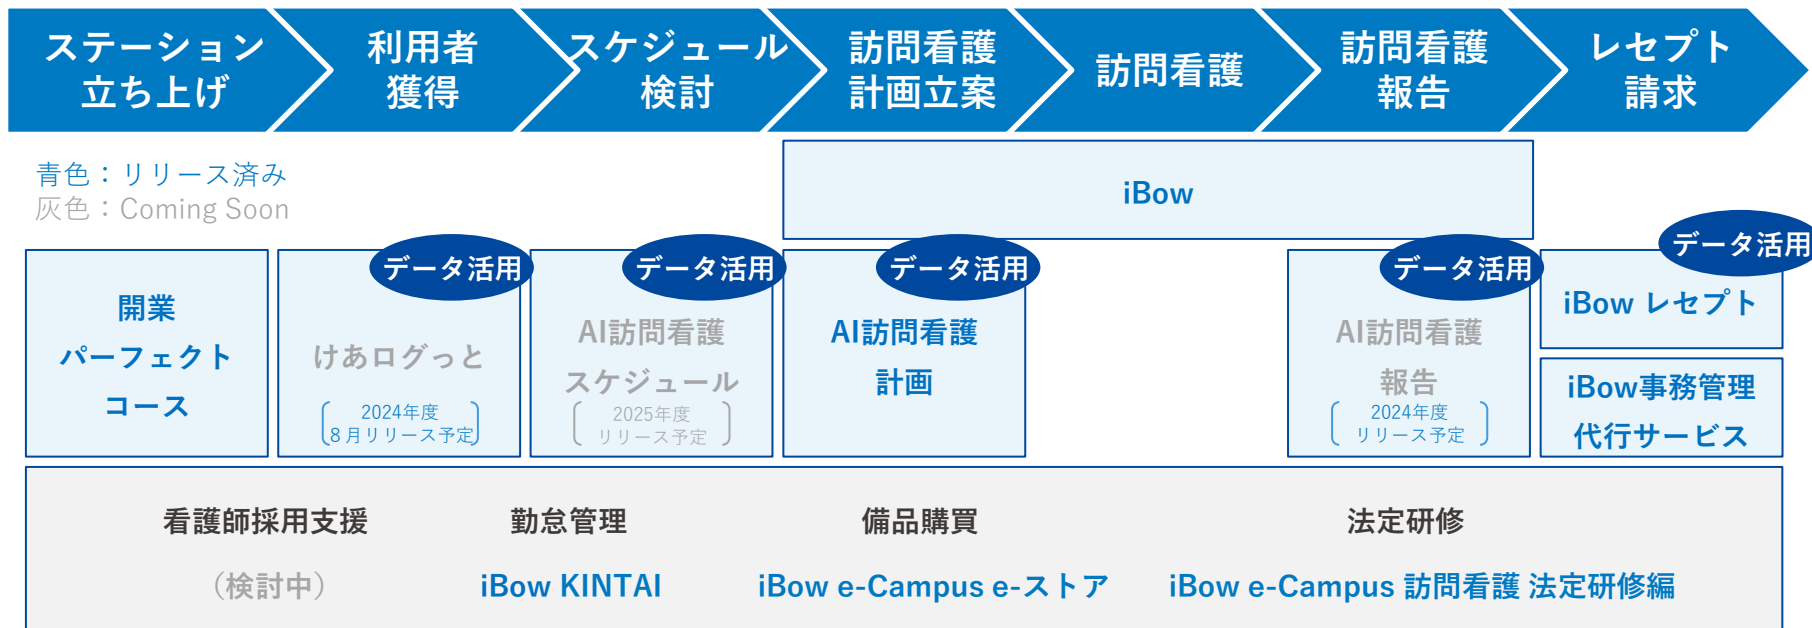 ステーション
立ち上げ
利用者
獲得
スケジュール
検討
訪問看護
計画立案
訪問看護
訪問看護
報告
レセプト
請求
青色：リリース済み
灰色：Coming Soon
iBow
開業
パーフェクト
コース
データ活用
けあログっと
2024年度
8月リリース予定
データ活用
AI訪問看護
スケジュール
2025年度
リリース予定
データ活用
AI訪問看護
計画
データ活用
AI訪問看護
報告
2024年度
リリース予定
データ活用
iBow レセプト
iBow事務管理
代行サービス
看護師採用支援
（検討中）
勤怠管理
iBow KINTAI
備品購買
iBow e-Campus e-ストア
法定研修
iBow e-Campus 訪問看護 法定研修編